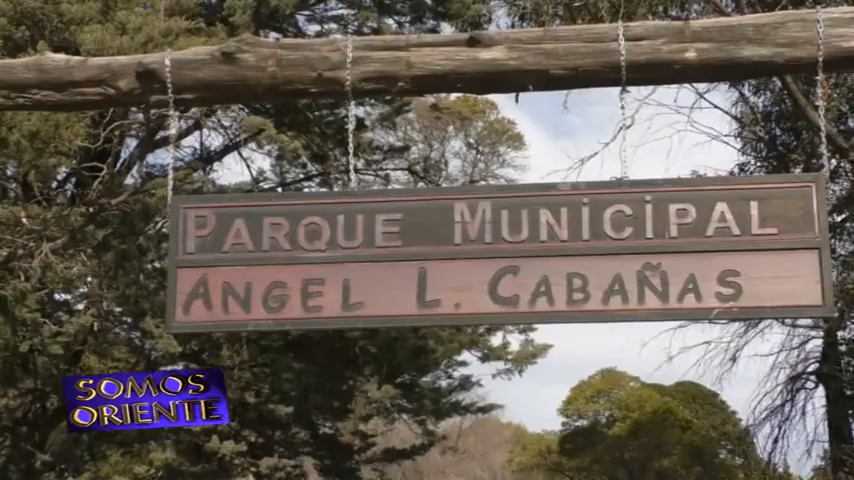 PARQUE MUNICIPAL
ANGEL L. CABAÑAS
SOMOS
ORIENTE